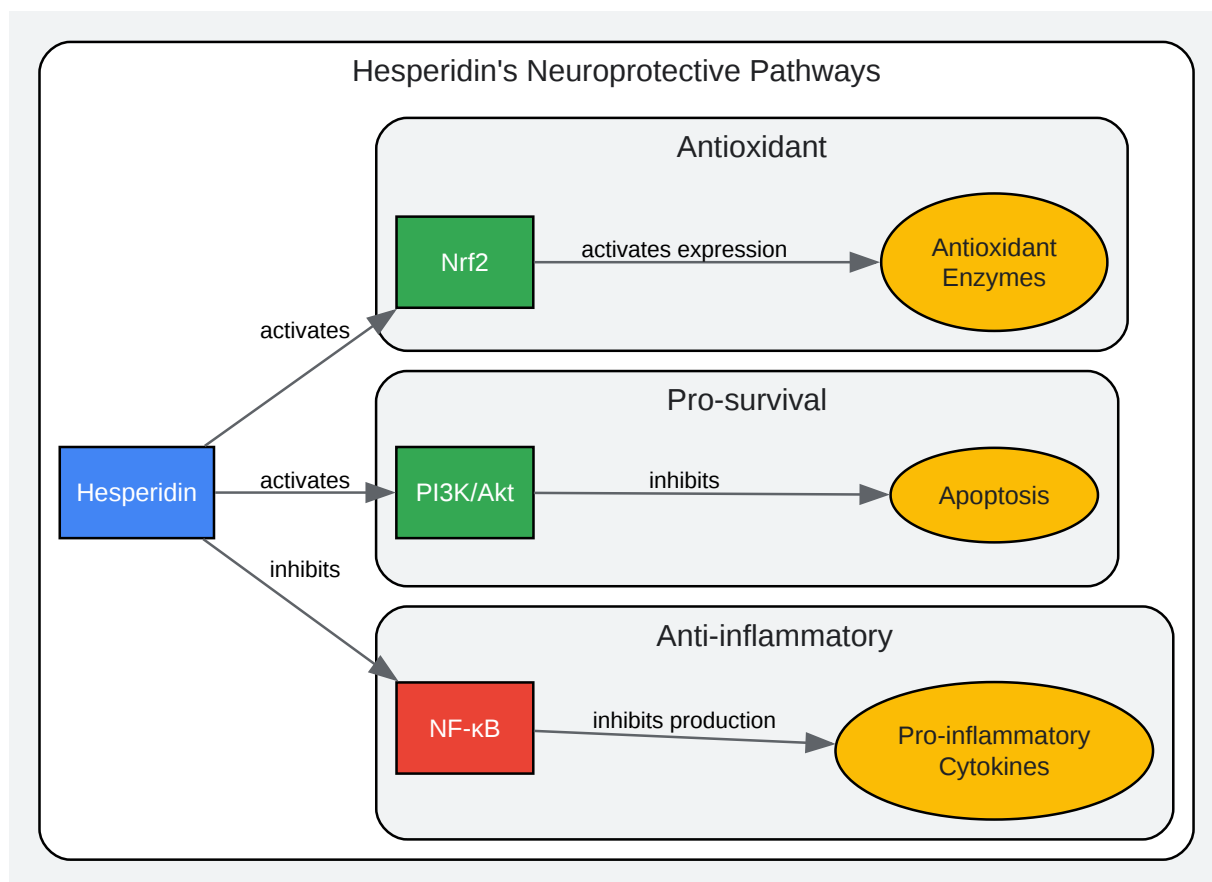 Hesperidin's Neuroprotective Pathways
Antioxidant
Nrf2
activates expression
Antioxidant
Enzymes
activates
Pro-survival
Hesperidin
activates
PI3K/Akt
inhibits
Apoptosis
inhibits
Anti-inflammatory
NF-κB
inhibits production
Pro-inflammatory
Cytokines